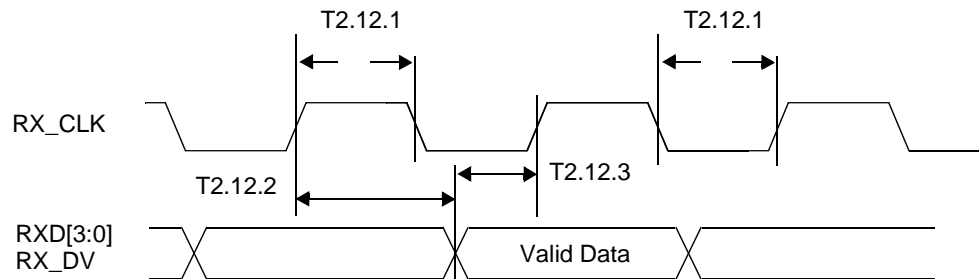 T2.12.1 T2.12.1
RX_CLK
T2.12.2 T2.12.3
RXD[3:0]
RX_DV Valid Data